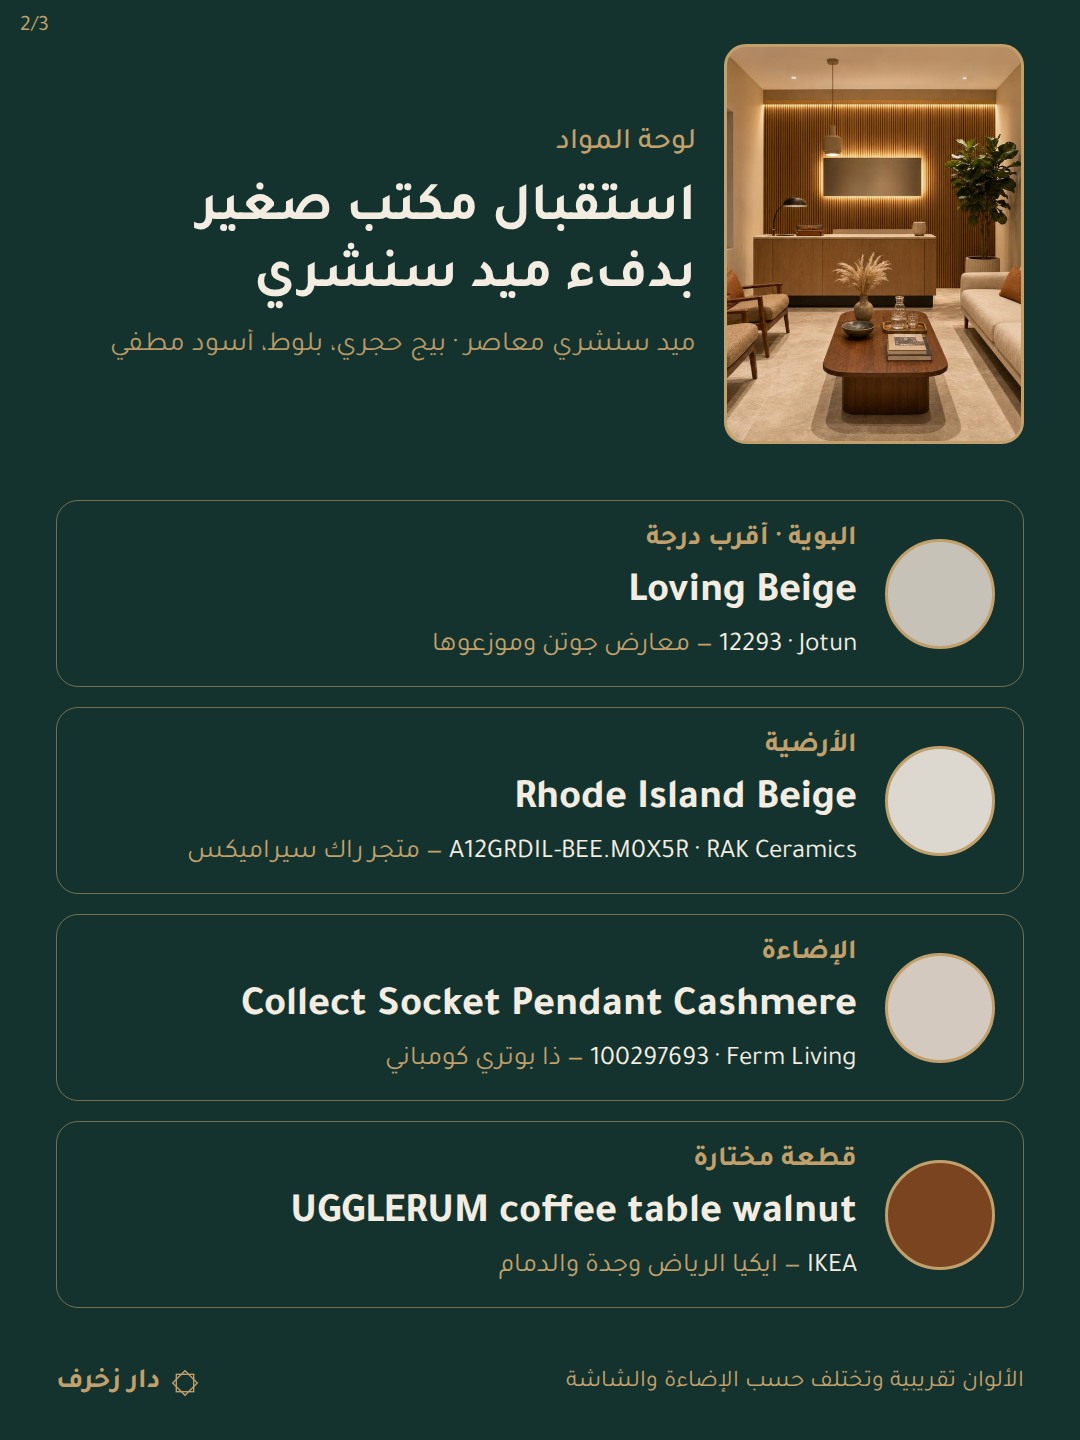 2/3
لوحة المواد
استقبال مكتب صغير
بدفء ميد سنشري
ميد سنشري معاصر · بيج حجري، بلوط، أسود مطفي
البوية · أقرب درجة
Loving Beige
Jotun · 12293 — معارض جوتن وموزعوها
الأرضية
Rhode Island Beige
RAK Ceramics · A12GRDIL-BEE.M0X5R — متجر راك سيراميكس
الإضاءة
Collect Socket Pendant Cashmere
Ferm Living · 100297693 — ذا بوتري كومباني
قطعة مختارة
UGGLERUM coffee table walnut
IKEA — ايكيا الرياض وجدة والدمام
الألوان تقريبية وتختلف حسب الإضاءة والشاشة
دار زخرف